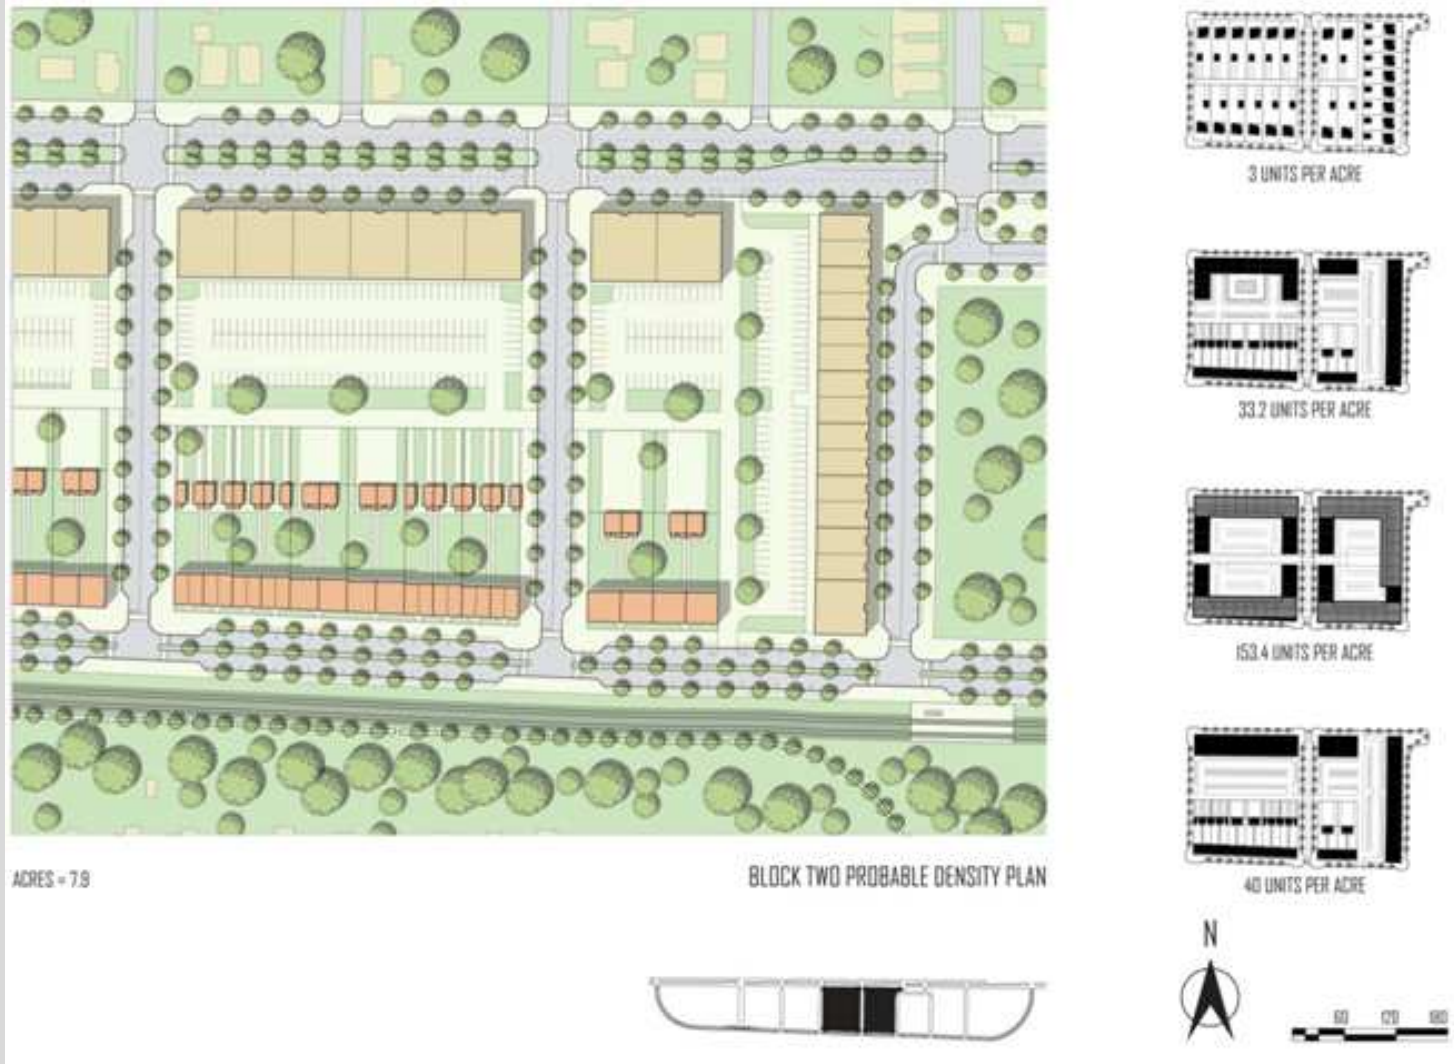 3 UNITS PER ACRE
33.2 UNITS PER ACRE
153.4 UNITS PER ACRE
40 UNITS PER ACRE
ACRES = 7.9
BLOCK TWO PROBABLE DENSITY PLAN
N
60 120 180